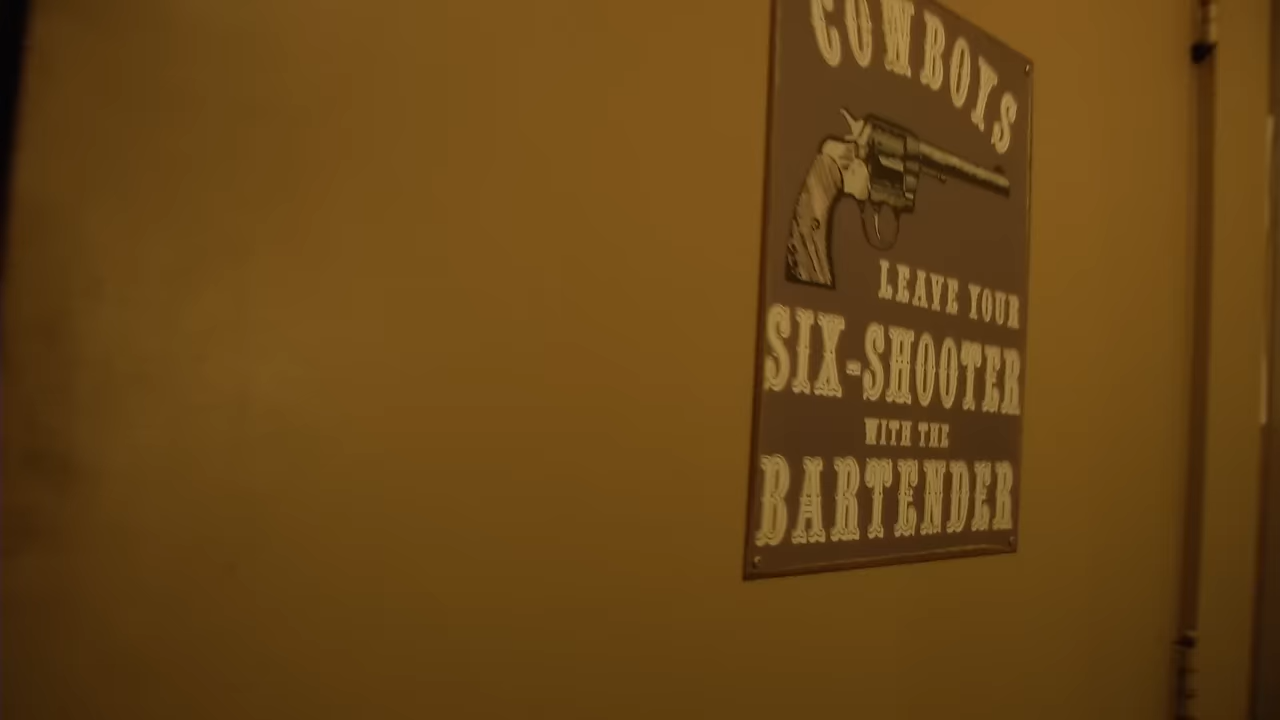 COWBOYS
LEAVE YOUR
SIX-SHOOTER
WITH THE
BARTENDER